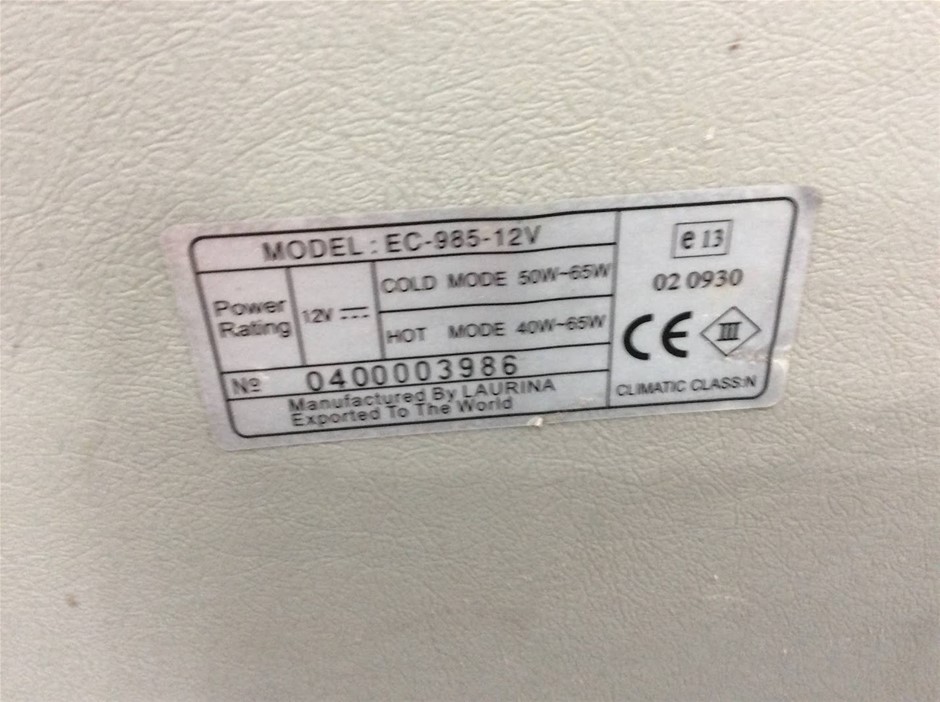 MODEL : EC-985-12V
Power
Rating
12V
COLD MODE 50W~65W
HOT MODE 40W~65W
Nº 0400003986
Manufactured By LAURINA
Exported To The World
e 13
02 0930
CE III
CLIMATIC CLASS:N